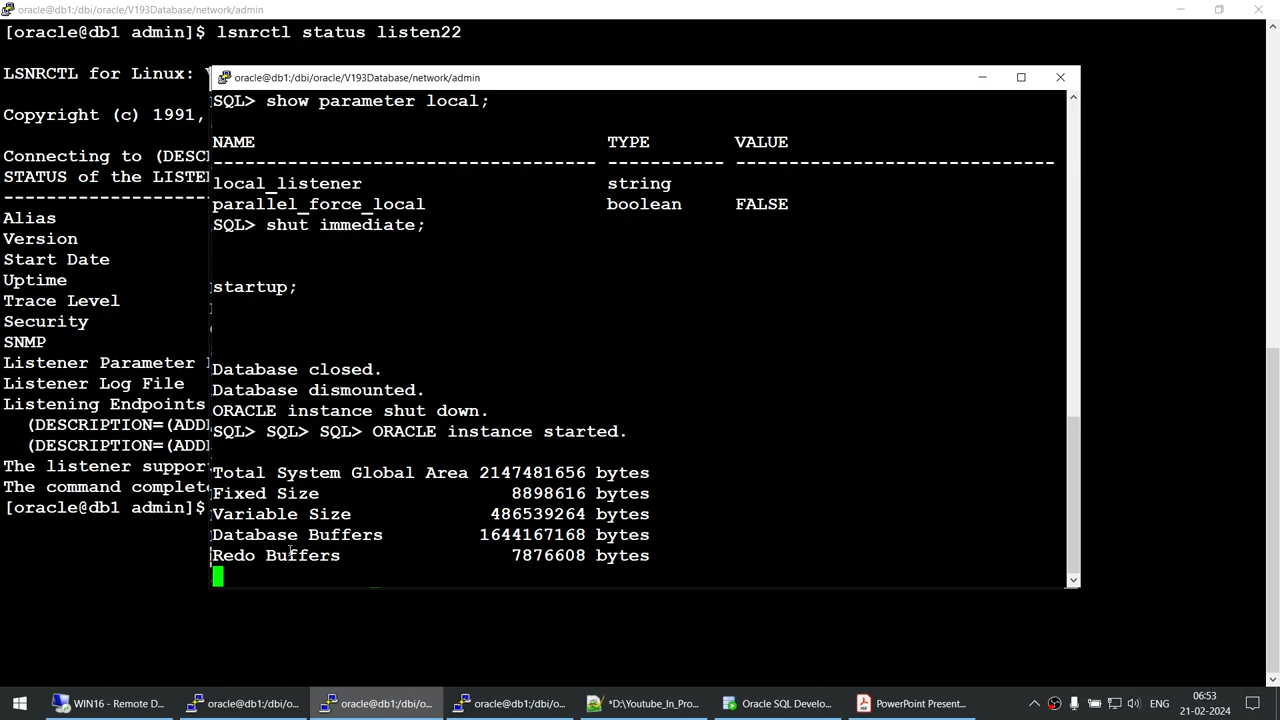 oracle@db1:/dbi/oracle/V193Database/network/admin
[oracle@db1 admin]$ lsnrctl status listen22
LSNRCTL for Linux:
Copyright (c) 1991,
Connecting to (DESC
STATUS of the LISTE
--------------------
Alias
Version
Start Date
Uptime
Trace Level
Security
SNMP
Listener Parameter
Listener Log File
Listening Endpoints
(DESCRIPTION=(ADD
(DESCRIPTION=(ADD
The listener suppor
The command complete
[oracle@db1 admin]$
oracle@db1:/dbi/oracle/V193Database/network/admin
SQL> show parameter local;
NAME TYPE VALUE
------------------------------------ ----------- ------------------------------
local_listener string
parallel_force_local boolean FALSE
SQL> shut immediate;
startup;
Database closed.
Database dismounted.
ORACLE instance shut down.
SQL> SQL> SQL> ORACLE instance started.
Total System Global Area 2147481656 bytes
Fixed Size 8898616 bytes
Variable Size 486539264 bytes
Database Buffers 1644167168 bytes
Redo Buffers 7876608 bytes
WIN16 - Remote D...
oracle@db1:/dbi/o...
oracle@db1:/dbi/o...
oracle@db1:/dbi/o...
*D:\Youtube_In_Pro...
Oracle SQL Develo...
PowerPoint Present...
ENG
06:53
21-02-2024